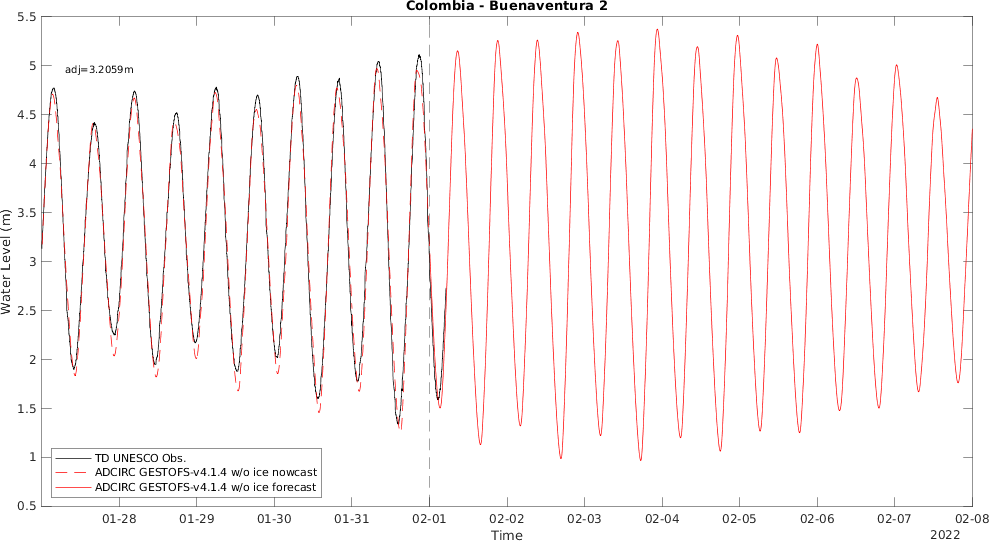 Colombia - Buenaventura 2
5.5
5
4.5
4
3.5
3
2.5
2
1.5
1
0.5
Water Level (m)
adj=3.2059m
TD UNESCO Obs.
ADCIRC GESTOFS-v4.1.4 w/o ice nowcast
ADCIRC GESTOFS-v4.1.4 w/o ice forecast
01-28 01-29 01-30 01-31 02-01 02-02 02-03 02-04 02-05 02-06 02-07 02-08
Time
2022